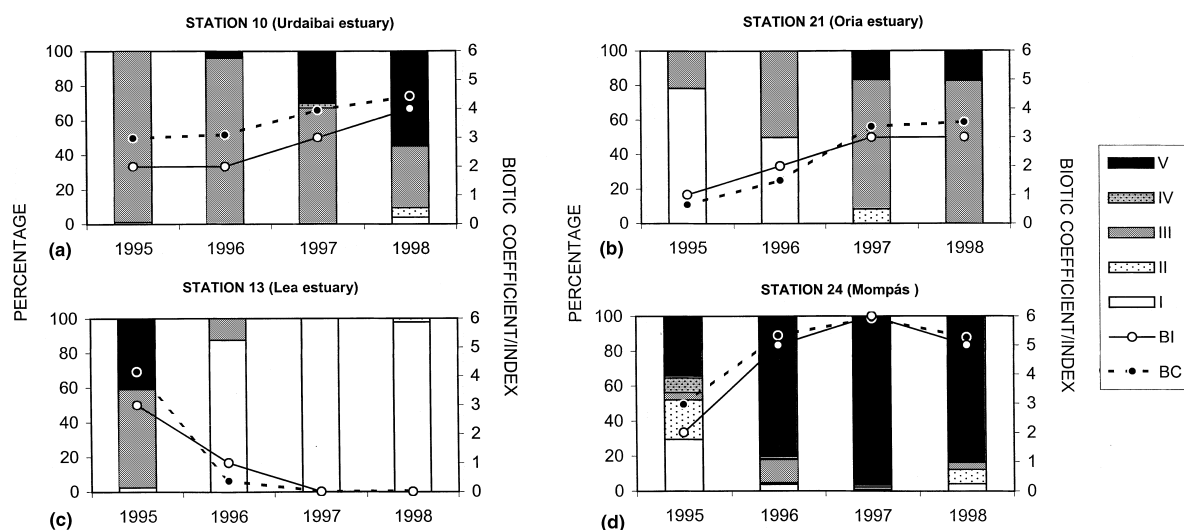 STATION 10 (Urdaibai estuary)
100
80
60
40
20
0
6
5
4
3
2
1
0
PERCENTAGE
BIOTIC COEFFICIENT/INDEX
(a)
1995 1996 1997 1998
STATION 21 (Oria estuary)
100
80
60
40
20
0
6
5
4
3
2
1
0
PERCENTAGE
BIOTIC COEFFICIENT/INDEX
(b)
1995 1996 1997 1998
STATION 13 (Lea estuary)
100
80
60
40
20
0
6
5
4
3
2
1
0
(c)
1995 1996 1997 1998
STATION 24 (Mompás )
100
80
60
40
20
0
6
5
4
3
2
1
0
(d)
1995 1996 1997 1998
V
IV
III
II
I
BI
BC